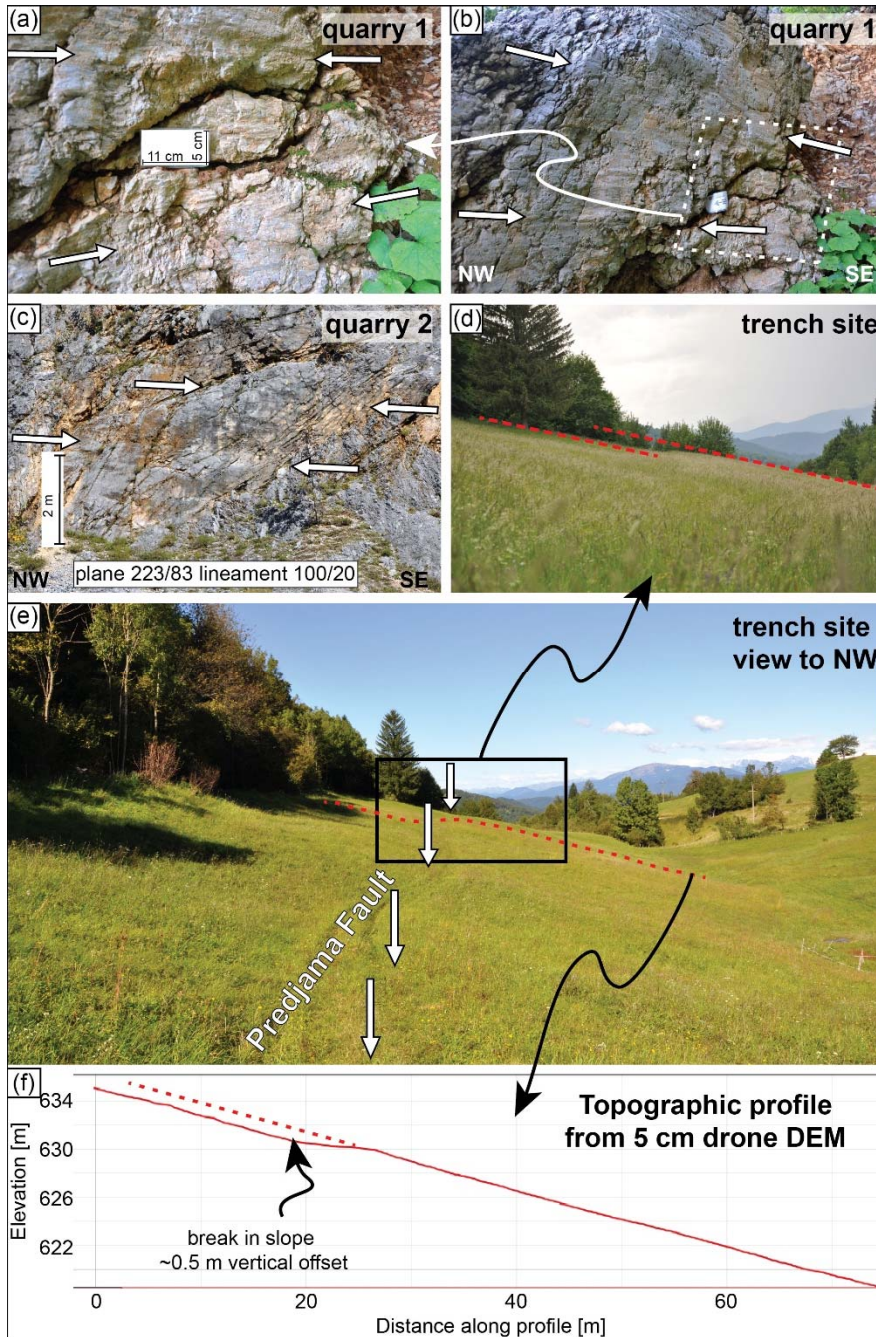 (a)
quarry 1
11 cm
5 cm
(b)
quarry 1
NW
SE
(c)
quarry 2
2 m
NW
SE
plane 223/83 lineament 100/20
(d)
trench site
(e)
trench site
view to NW
Predjama Fault
(f)
Topographic profile
from 5 cm drone DEM
Elevation [m]
634
630
626
622
break in slope
~0.5 m vertical offset
0
20
40
60
Distance along profile [m]